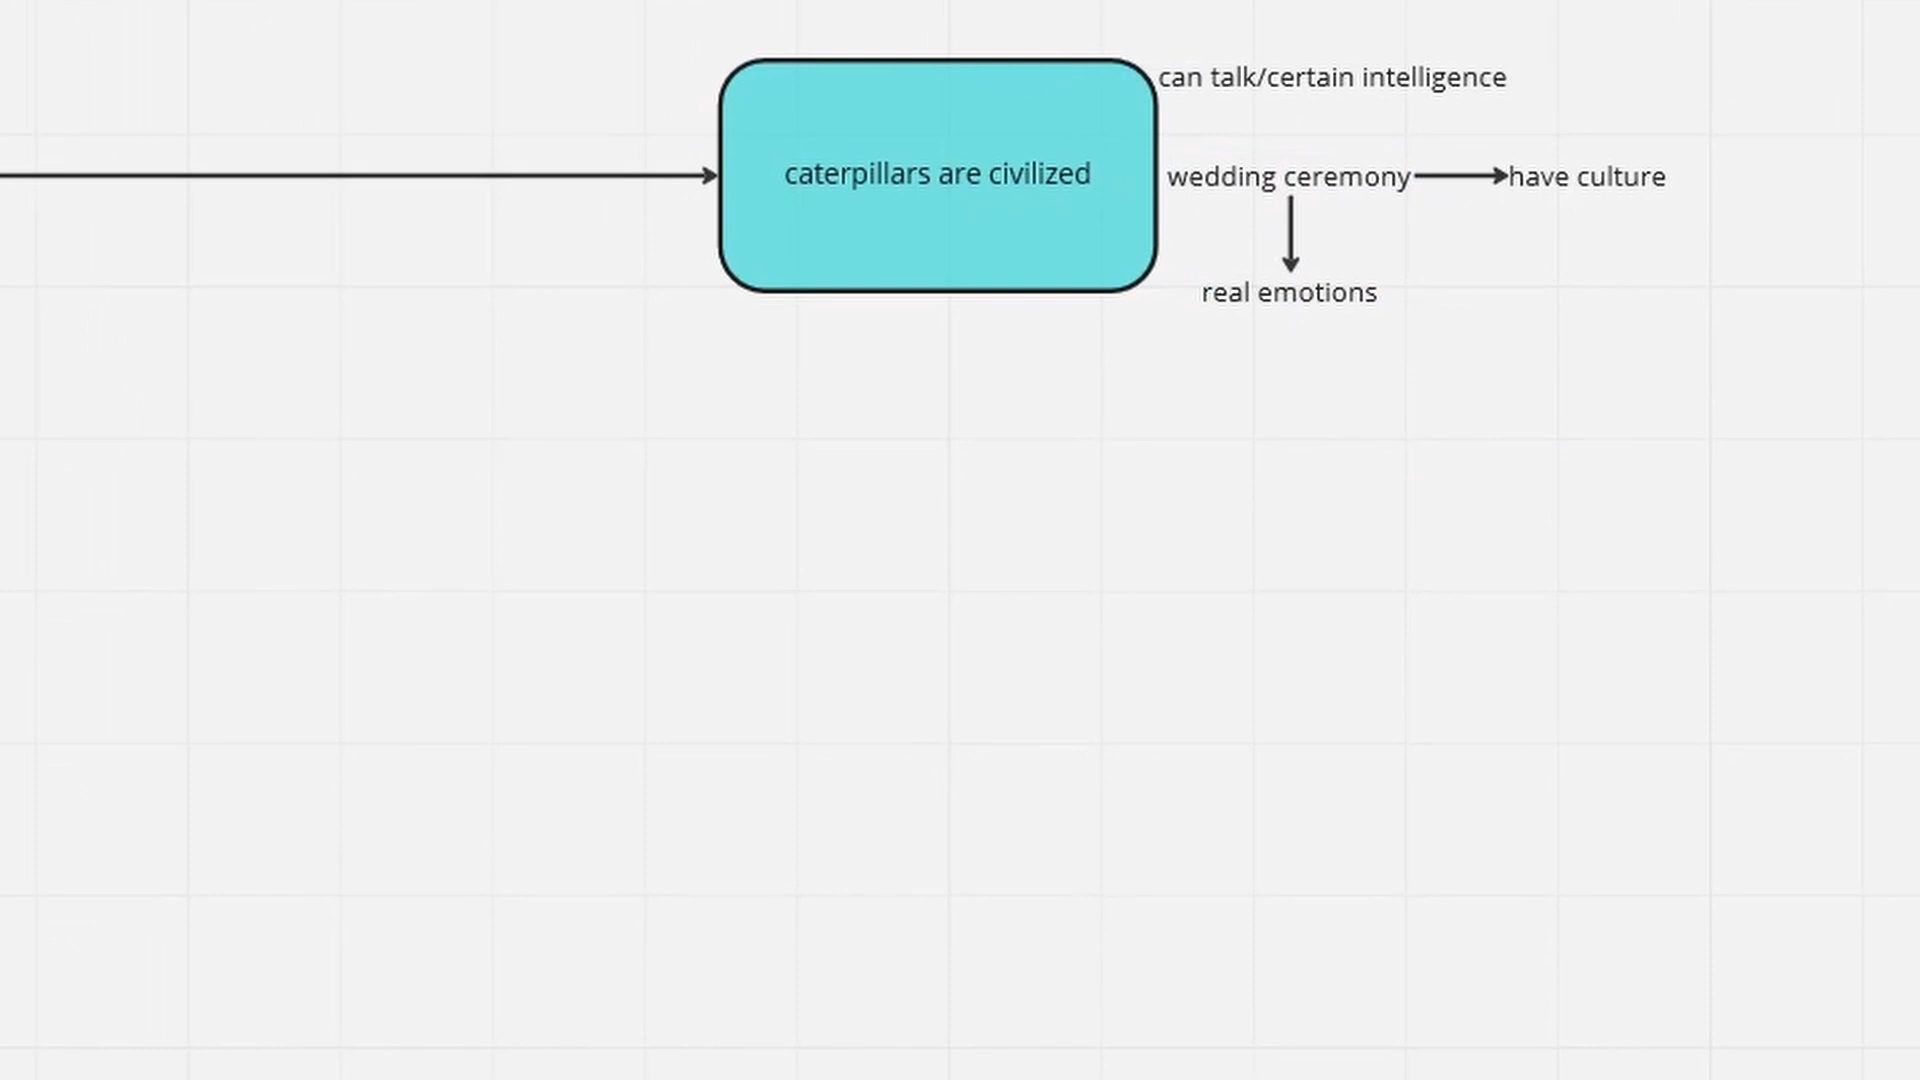 can talk/certain intelligence
caterpillars are civilized
wedding ceremony
have culture
real emotions